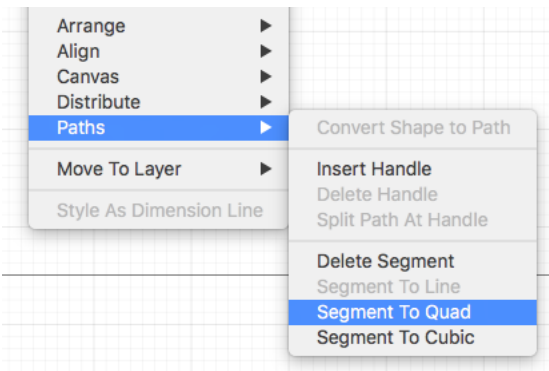 Arrange
Align
Canvas
Distribute
Paths
Move To Layer
Style As Dimension Line
Convert Shape to Path
Insert Handle
Delete Handle
Split Path At Handle
Delete Segment
Segment To Line
Segment To Quad
Segment To Cubic